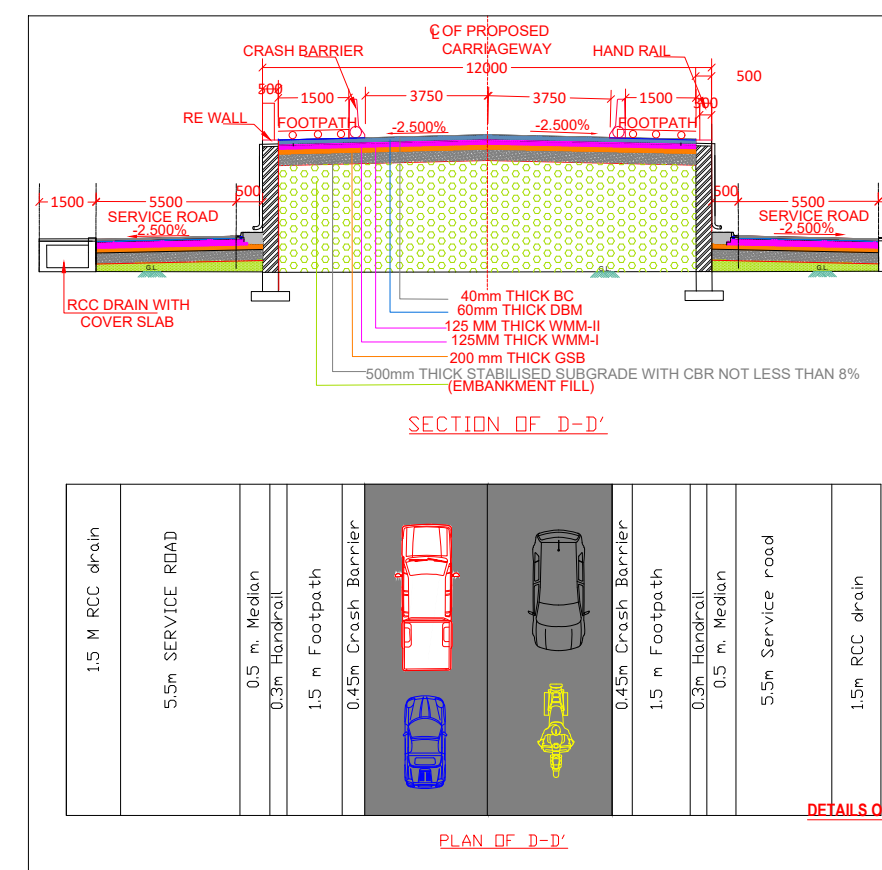 ℄ OF PROPOSED
CARRIAGEWAY
CRASH BARRIER
HAND RAIL
12000
500
500
1500
3750
3750
1500
300
RE WALL
FOOTPATH
-2.500%
-2.500%
FOOTPATH
1500
5500
500
500
5500
SERVICE ROAD
-2.500%
SERVICE ROAD
-2.500%
G.L.
G.L.
G.L.
RCC DRAIN WITH
COVER SLAB
40mm THICK BC
60mm THICK DBM
125 MM THICK WMM-II
125MM THICK WMM-I
200 mm THICK GSB
500mm THICK STABILISED SUBGRADE WITH CBR NOT LESS THAN 8%
(EMBANKMENT FILL)
SECTION OF D-D'
1.5 M RCC drain
5.5m SERVICE ROAD
0.5 m. Median
0.3m Handrail
1.5 m Footpath
0.45m Crash Barrier
0.45m Crash Barrier
1.5 m Footpath
0.3m Handrail
0.5 m. Median
5.5m Service road
1.5m RCC drain
DETAILS O
PLAN OF D-D'